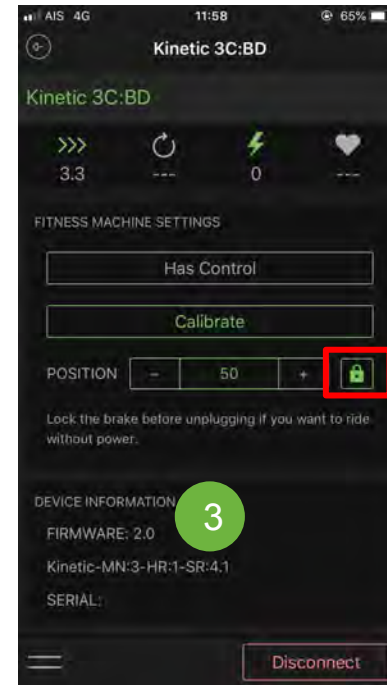 AIS 4G 11:58 65%
Kinetic 3C:BD
Kinetic 3C:BD
3.3 --- 0 ---
FITNESS MACHINE SETTINGS
Has Control
Calibrate
POSITION - 50 +
Lock the brake before unplugging if you want to ride
without power.
DEVICE INFORMATION
3
FIRMWARE: 2.0
Kinetic-MN:3-HR:1-SR:4.1
SERIAL:
Disconnect